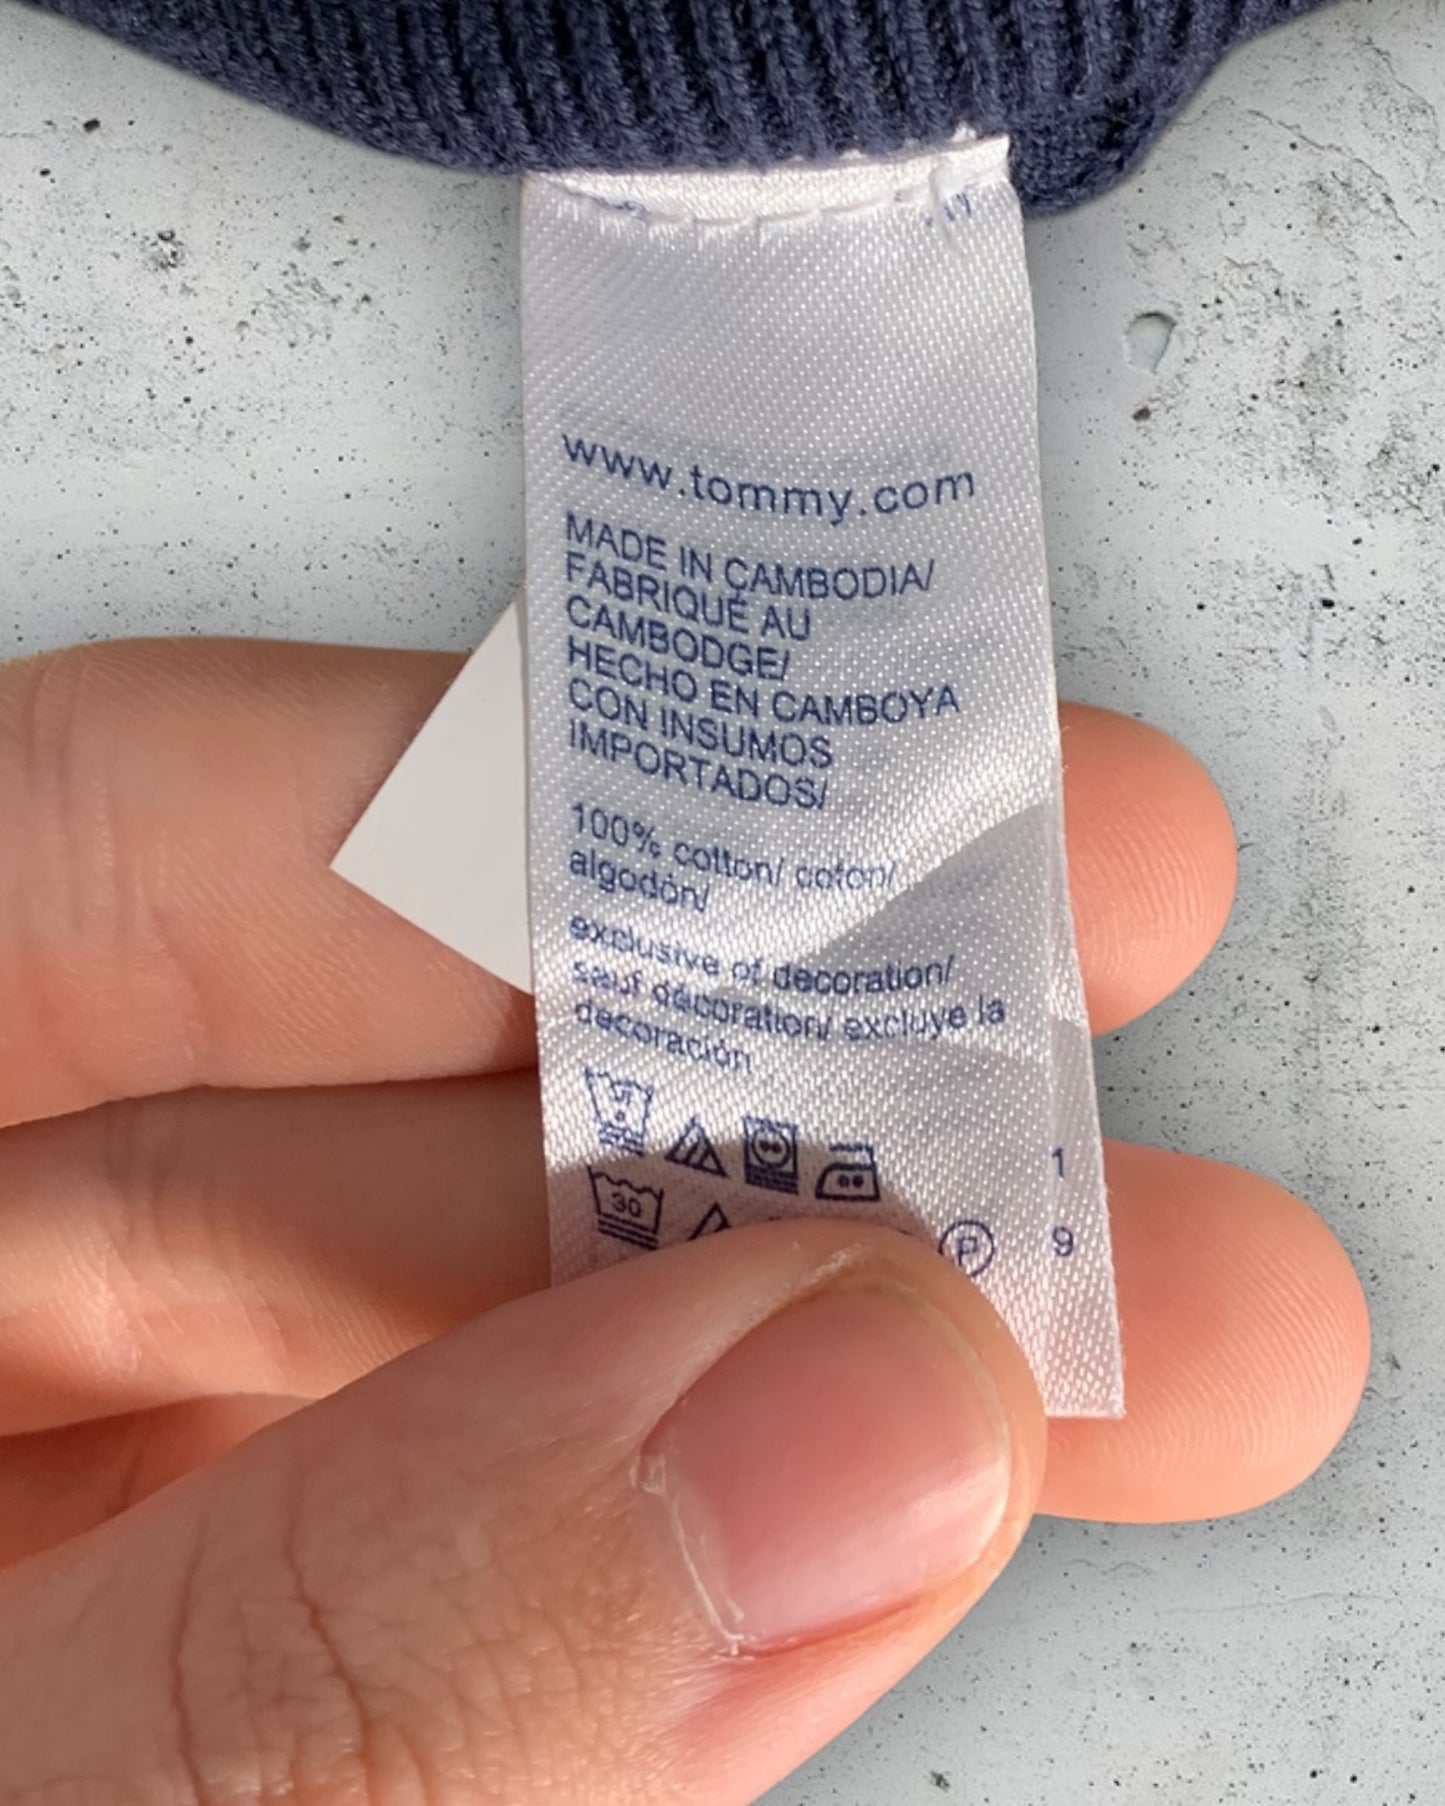 www.tommy.com
MADE IN CAMBODIA/
FABRIQUÉ AU
CAMBODGE/
HECHO EN CAMBOYA
CON INSUMOS
IMPORTADOS/
100% cotton/ coton/
algodón/
exclusive of decoration/
sauf décoration/ excluye la
decoración
1
30
P
9